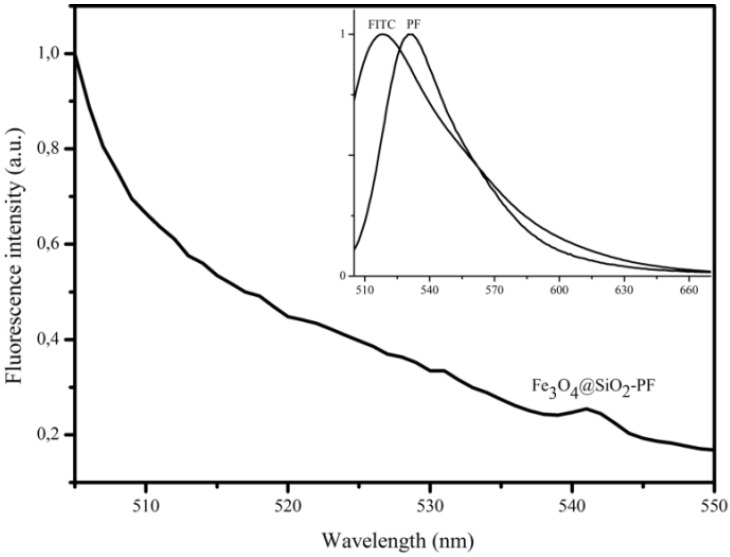 Fluorescence intensity (a.u.)
1,0
0,8
0,6
0,4
0,2
FITC PF
1
0
510 540 570 600 630 660
Fe3O4@SiO2-PF
510 520 530 540 550
Wavelength (nm)